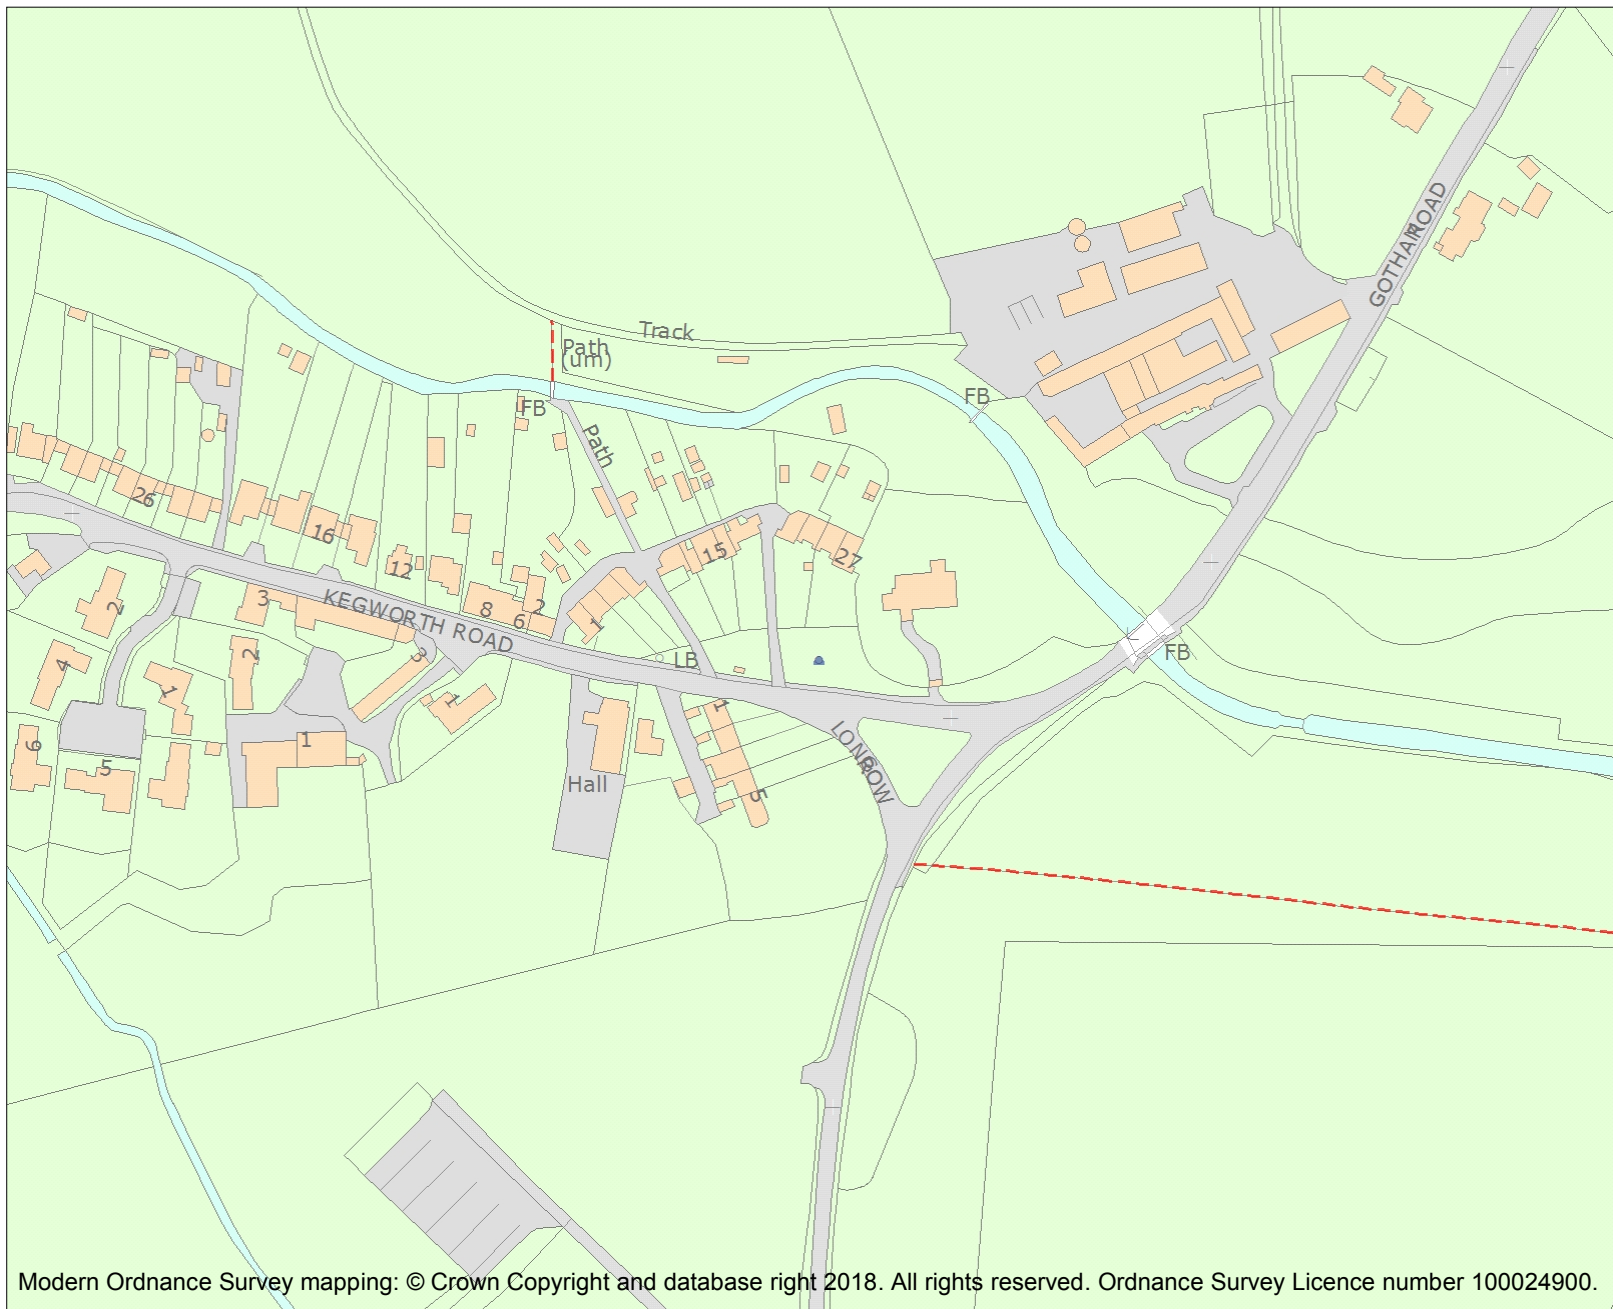 GOTHAM ROAD
Track
Path
(um)
FB
FB
Path
26
16
12
15
27
2
3
KEGWORTH ROAD
8
6
2
1
4
2
3
LB
FB
1
1
1
6
1
LONG ROW
5
Hall
5
Modern Ordnance Survey mapping: © Crown Copyright and database right 2018. All rights reserved. Ordnance Survey Licence number 100024900.